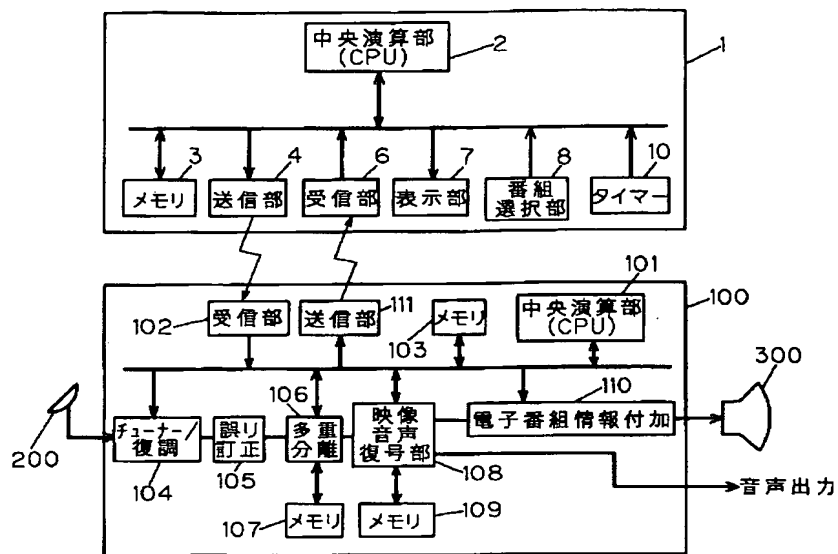 中央演算部
(CPU)
2
1
3
4
6
7
8
10
メモリ
送信部
受信部
表示部
番組
選択部
タイマー
101
100
102
受信部
送信部
111
103
メモリ
中央演算部
(CPU)
300
110
106
200
チューナー/
復調
誤り
訂正
多重
分離
映像
音声
復号部
電子番組情報付加
104
105
108
107
メモリ
メモリ
109
音声出力